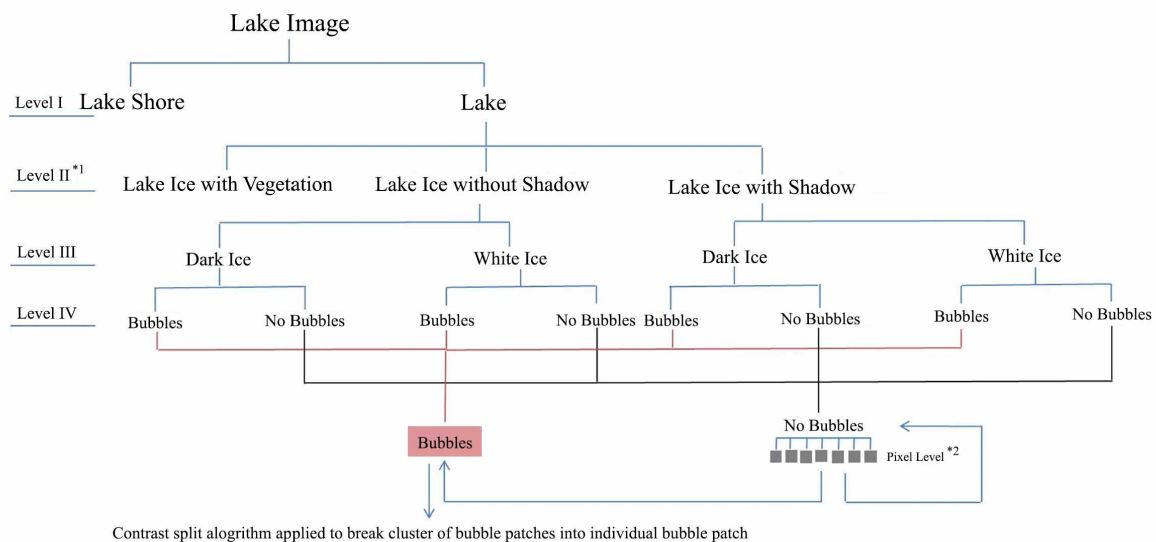 Lake Image
Level I Lake Shore Lake
Level II *1 Lake Ice with Vegetation Lake Ice without Shadow Lake Ice with Shadow
Level III Dark Ice White Ice Dark Ice White Ice
Level IV Bubbles No Bubbles Bubbles No Bubbles Bubbles No Bubbles Bubbles No Bubbles
No Bubbles
Bubbles
Pixel Level *2
Contrast split alogrithm applied to break cluster of bubble patches into individual bubble patch